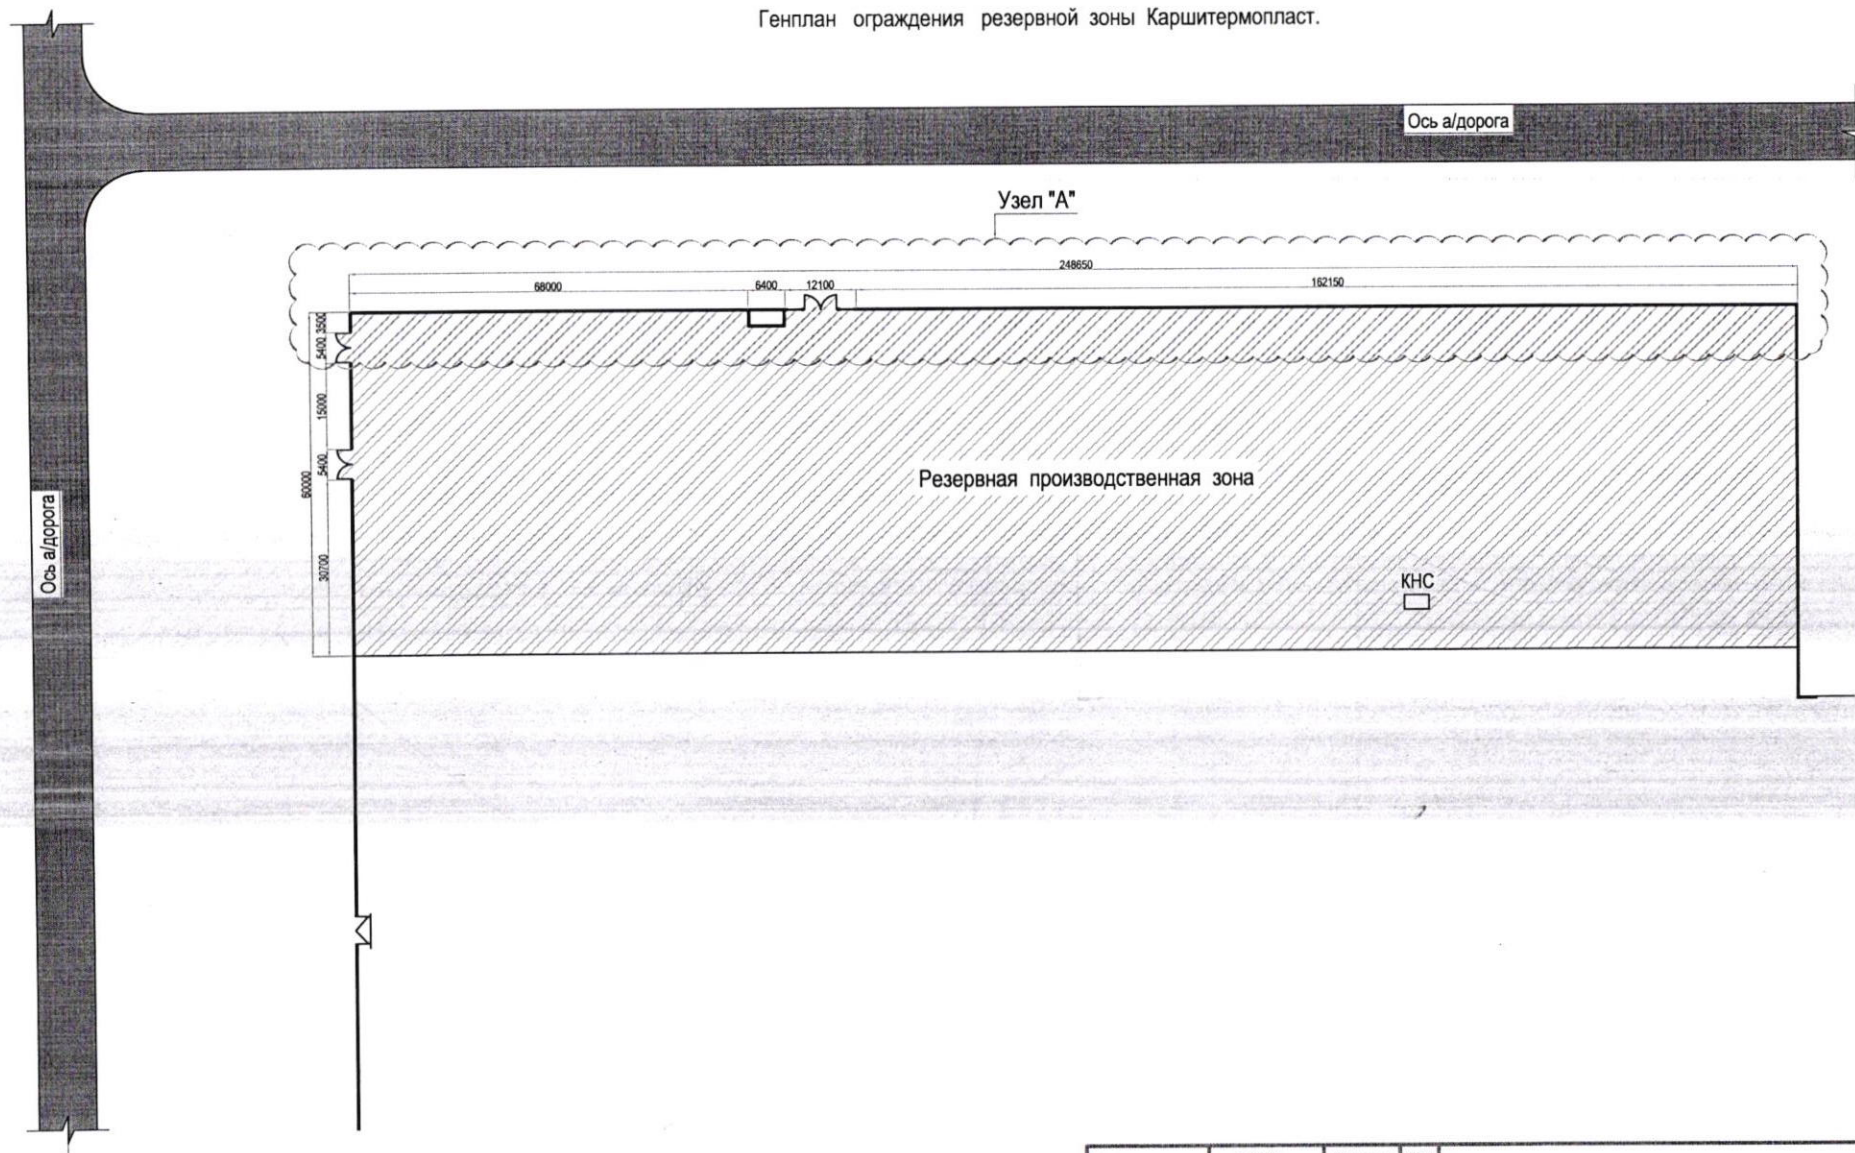 Генплан ограждения резервной зоны Каршитермопласт.
Ось а/дорога
Узел "А"
248650
68000
6400
12100
162150
3500
5400
15000
5400
60000
30700
Резервная производственная зона
Ось а/дорога
КНС